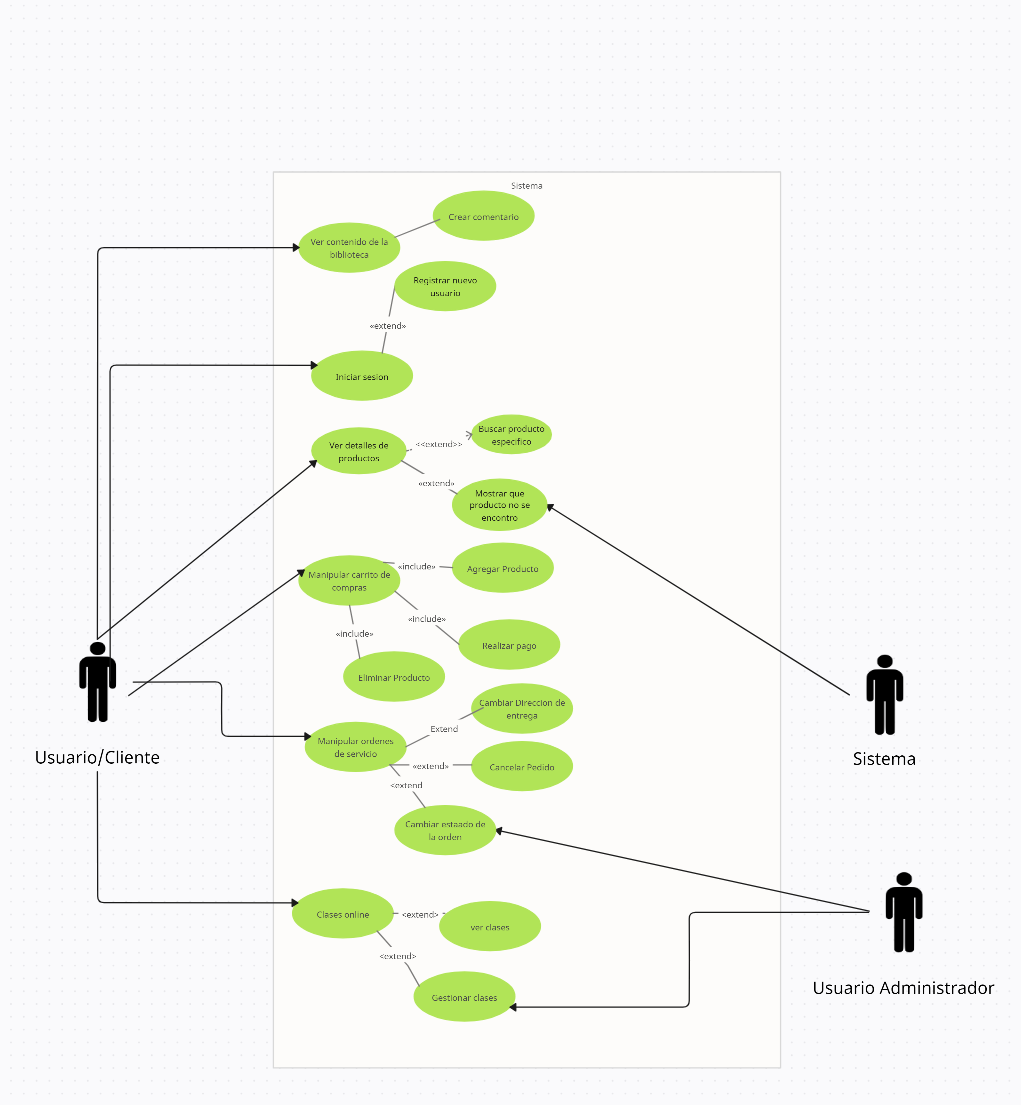 Sistema
Crear comentario
Ver contenido de la
biblioteca
Registrar nuevo
usuario
«extend»
Iniciar sesion
Buscar producto
especifico
<<extend>>
Ver detalles de
productos
«extend»
Mostrar que
producto no se
encontro
«include»
Agregar Producto
Manipular carrito de
compras
«include»
«include»
Realizar pago
Eliminar Producto
Cambiar Direccion de
entrega
Extend
Manipular ordenes
de servicio
«extend»
Cancelar Pedido
<extend
Cambiar estaado de
la orden
Usuario/Cliente
Sistema
Clases online
<extend>
ver clases
<extend>
Gestionar clases
Usuario Administrador